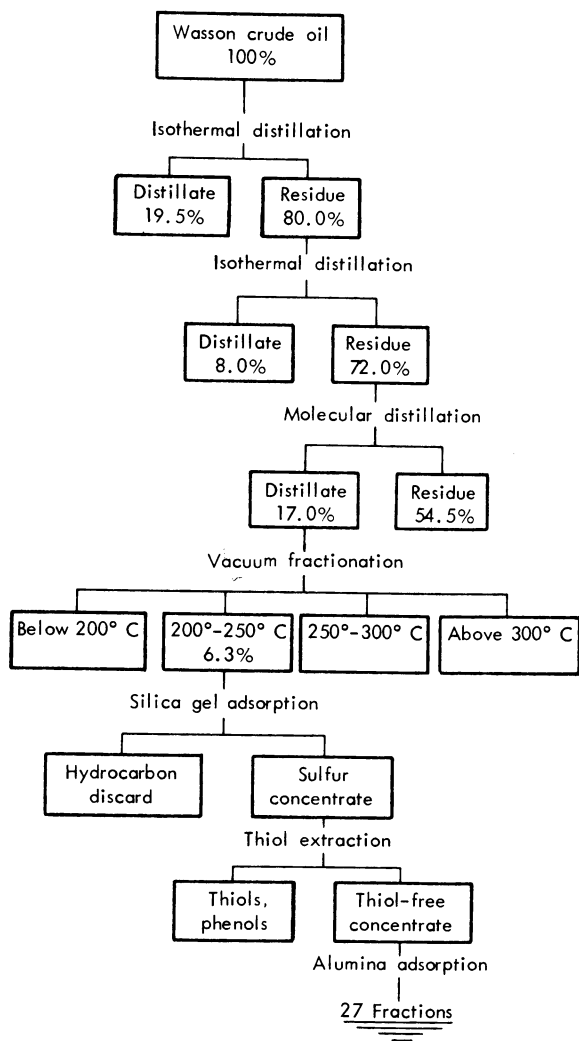 Wasson crude oil
100%
Isothermal distillation
Distillate
19.5%
Residue
80.0%
Isothermal distillation
Distillate
8.0%
Residue
72.0%
Molecular distillation
Distillate
17.0%
Residue
54.5%
Vacuum fractionation
Below 200° C
200°-250° C
6.3%
250°-300° C
Above 300° C
Silica gel adsorption
Hydrocarbon
discard
Sulfur
concentrate
Thiol extraction
Thiols,
phenols
Thiol-free
concentrate
Alumina adsorption
27 Fractions